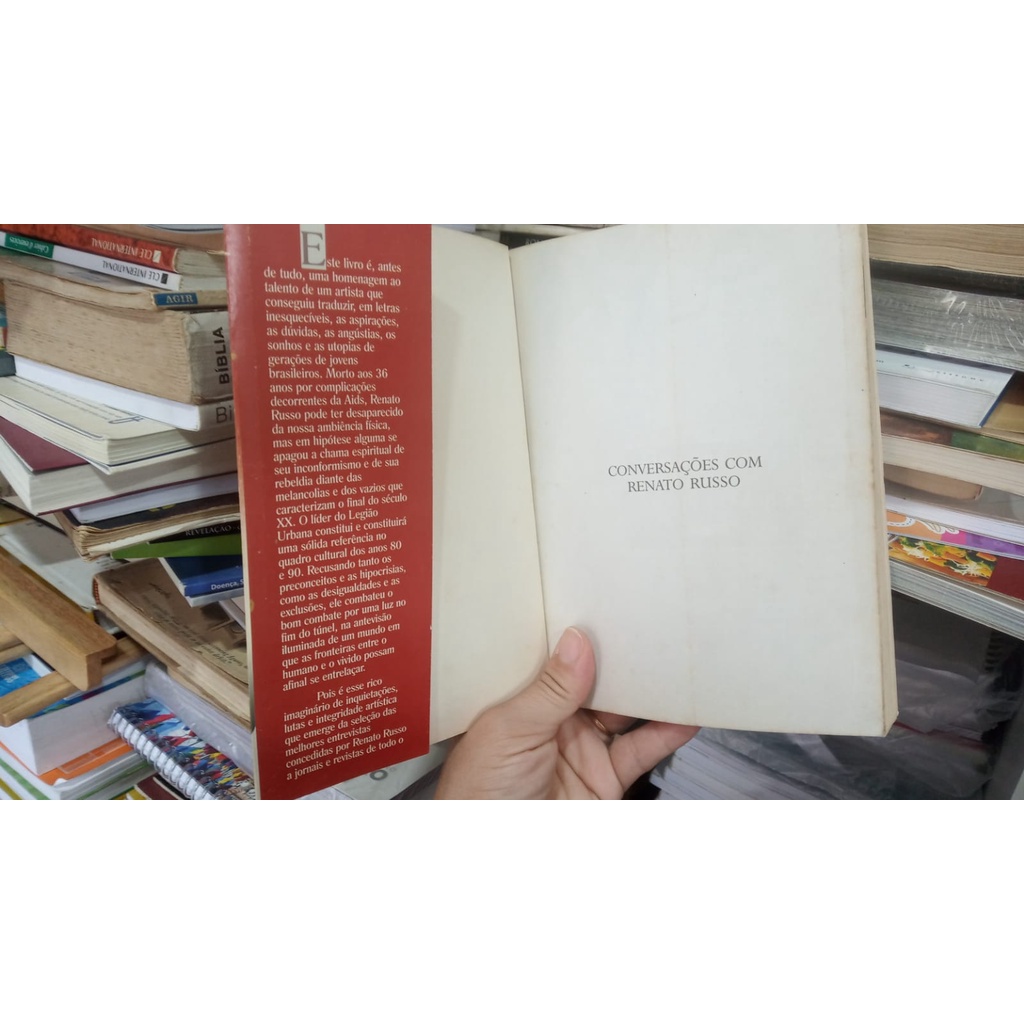 Este livro é, antes
de tudo, uma homenagem ao
talento de um artista que
conseguiu traduzir, em letras
inesquecíveis, as aspirações,
as dúvidas, as angústias, os
sonhos e as utopias de
gerações de jovens
brasileiros. Morto aos 36
anos por complicações
decorrentes da Aids, Renato
Russo pode ter desaparecido
da nossa ambiência física,
mas em hipótese alguma se
apagou a chama espiritual de
seu inconformismo e de sua
rebeldia diante das
melancolias e dos vazios que
caracterizam o final do século
XX. O líder do Legião
Urbana constitui e constituirá
uma sólida referência no
quadro cultural dos anos 80
e 90. Recusando tanto os
preconceitos e as hipocrisias,
como as desigualdades e as
exclusões, ele combateu o
bom combate por uma luz no
fim do túnel, na antevisão
iluminada de um mundo em
que as fronteiras entre o
humano e o vivido possam
afinal se entrelaçar.
Pois é esse rico
imaginário de inquietações,
lutas e integridade artística
que emerge da seleção das
melhores entrevistas
concedidas por Renato Russo
a jornais e revistas de todo o
CONVERSAÇÕES COM
RENATO RUSSO
CLE INTERNATIONAL
CLE INTERNATIONAL
AGIR
BÍBLIA
REVELAÇÃO
Doença,